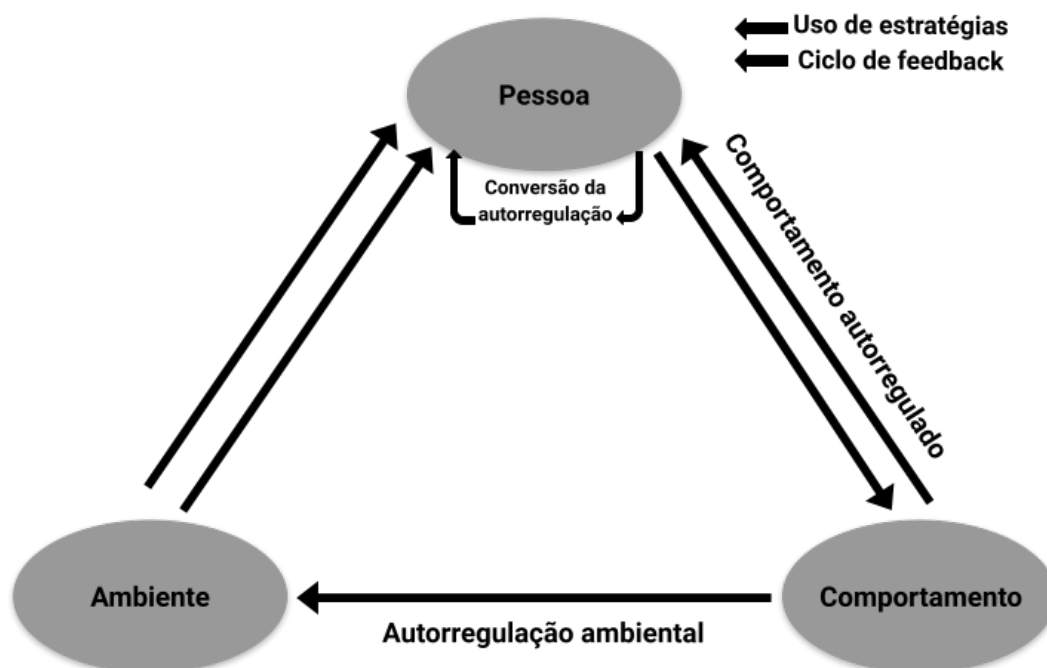 Uso de estratégias
Ciclo de feedback
Pessoa
Conversão da
autorregulação
Comportamento autorregulado
Ambiente
Comportamento
Autorregulação ambiental